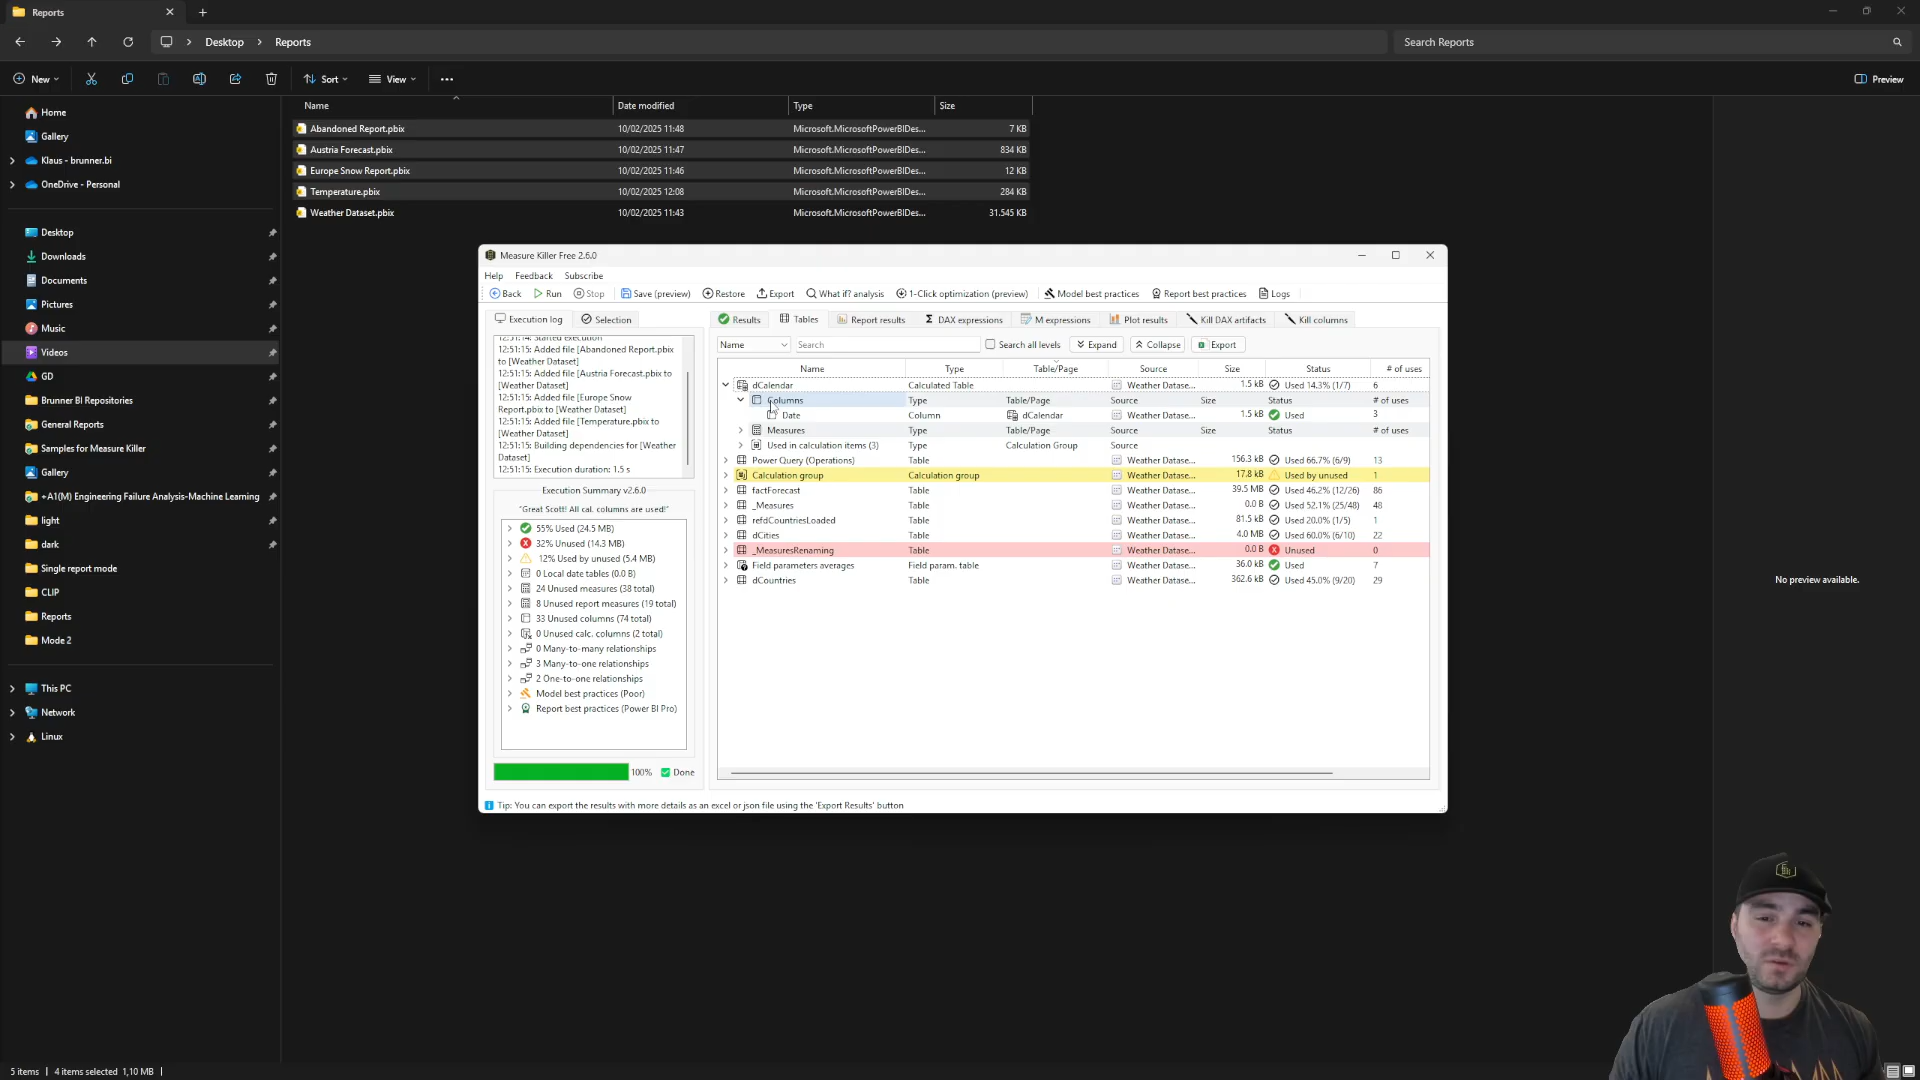 Reports
Desktop > Reports
Search Reports
New
Sort
View
Preview
Name Date modified Type Size
Abandoned Report.pbix 10/02/2025 11:48 Microsoft.MicrosoftPowerBIDes... 7 KB
Austria Forecast.pbix 10/02/2025 11:47 Microsoft.MicrosoftPowerBIDes... 834 KB
Europe Snow Report.pbix 10/02/2025 11:46 Microsoft.MicrosoftPowerBIDes... 12 KB
Temperature.pbix 10/02/2025 12:08 Microsoft.MicrosoftPowerBIDes... 284 KB
Weather Dataset.pbix 10/02/2025 11:43 Microsoft.MicrosoftPowerBIDes... 31.545 KB
Home
Gallery
Klaus - brunner.bi
OneDrive - Personal
Desktop
Downloads
Documents
Pictures
Music
Videos
GD
Brunner BI Repositories
General Reports
Samples for Measure Killer
Gallery
+A1(M) Engineering Failure Analysis-Machine Learning
light
dark
Single report mode
CLIP
Reports
Mode 2
This PC
Network
Linux
5 items | 4 items selected 1,10 MB |
No preview available.
Measure Killer Free 2.6.0
Help Feedback Subscribe
Back Run Stop Save (preview) Restore Export What if? analysis 1-Click optimization (preview) Model best practices Report best practices Logs
Execution log Selection
12:51:14: Started execution
12:51:15: Added file [Abandoned Report.pbix
to [Weather Dataset]
12:51:15: Added file [Austria Forecast.pbix to
[Weather Dataset]
12:51:15: Added file [Europe Snow
Report.pbix to [Weather Dataset]
12:51:15: Added file [Temperature.pbix to
[Weather Dataset]
12:51:15: Building dependencies for [Weather
Dataset]
12:51:15: Execution duration: 1.5 s
Execution Summary v2.6.0
"Great Scott! All cal. columns are used!"
55% Used (24.5 MB)
32% Unused (14.3 MB)
12% Used by unused (5.4 MB)
0 Local date tables (0.0 B)
24 Unused measures (38 total)
8 Unused report measures (19 total)
33 Unused columns (74 total)
0 Unused calc. columns (2 total)
0 Many-to-many relationships
3 Many-to-one relationships
2 One-to-one relationships
Model best practices (Poor)
Report best practices (Power BI Pro)
100% Done
Results Tables Report results DAX expressions M expressions Plot results Kill DAX artifacts Kill columns
Name Search Search all levels Expand Collapse Export
Name Type Table/Page Source Size Status # of uses
dCalendar Calculated Table Weather Datase... 1.5 kB Used 14.3% (1/7) 6
Columns Type Table/Page Source Size Status # of uses
Date Column dCalendar Weather Datase... 1.5 kB Used 3
Measures Type Table/Page Source Size Status # of uses
Used in calculation items (3) Type Calculation Group Source
Power Query (Operations) Table Weather Datase... 156.3 kB Used 66.7% (6/9) 13
Calculation group Calculation group Weather Datase... 17.8 kB Used by unused 1
factForecast Table Weather Datase... 39.5 MB Used 46.2% (12/26) 86
_Measures Table Weather Datase... 0.0 B Used 52.1% (25/48) 48
refdCountriesLoaded Table Weather Datase... 81.5 kB Used 20.0% (1/5) 1
dCities Table Weather Datase... 4.0 MB Used 60.0% (6/10) 22
_MeasuresRenaming Table Weather Datase... 0.0 B Unused 0
Field parameters averages Field param. table Weather Datase... 36.0 kB Used 7
dCountries Table Weather Datase... 362.6 kB Used 45.0% (9/20) 29
Tip: You can export the results with more details as an excel or json file using the 'Export Results' button